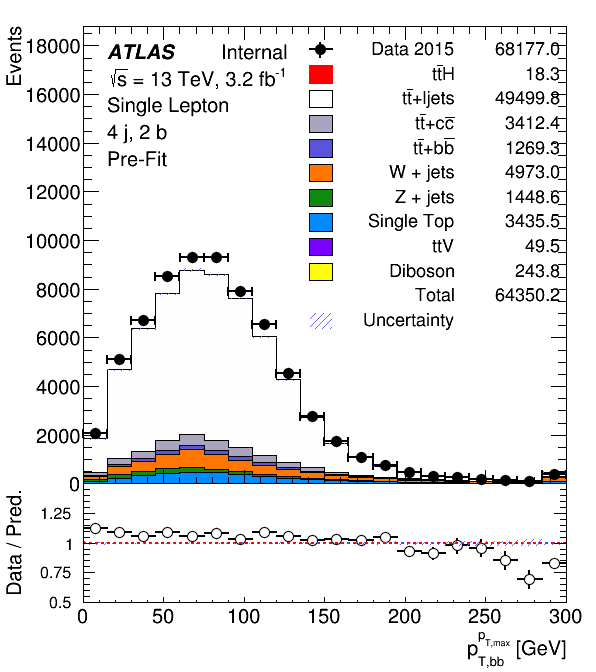 Events
18000
16000
14000
12000
10000
8000
6000
4000
2000
0
ATLAS Internal
√s = 13 TeV, 3.2 fb⁻¹
Single Lepton
4 j, 2 b
Pre-Fit
Data 2015 68177.0
tt̄H 18.3
tt̄+ljets 49499.8
tt̄+cc̄ 3412.4
tt̄+bb̄ 1269.3
W + jets 4973.0
Z + jets 1448.6
Single Top 3435.5
ttV 49.5
Diboson 243.8
Total 64350.2
Uncertainty
Data / Pred.
1.25
1
0.75
0.5
0 50 100 150 200 250 300
p_{T,bb}^{p_{T,max}} [GeV]